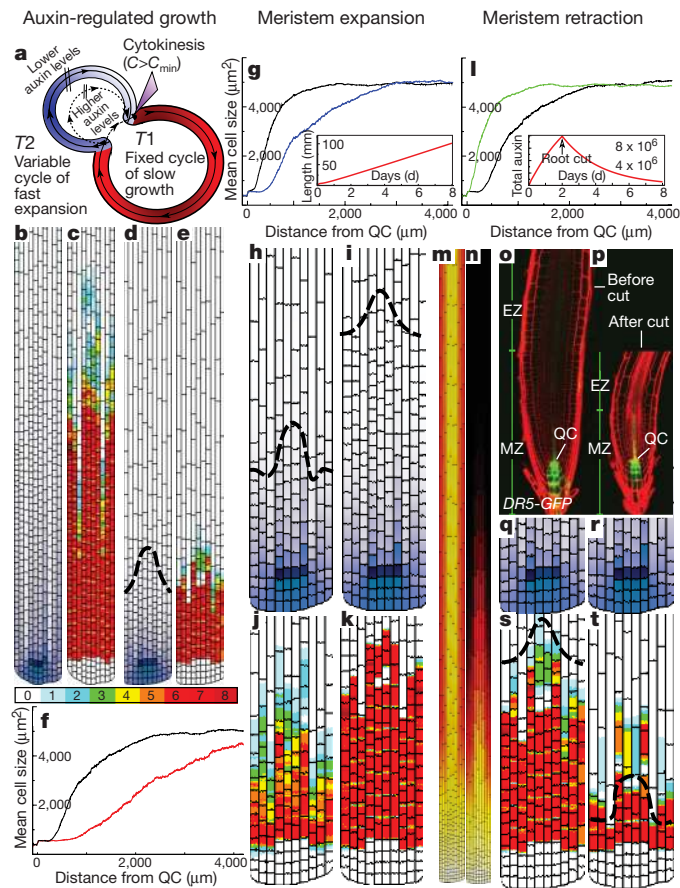 Auxin-regulated growth
Meristem expansion
Meristem retraction
a
Lower auxin levels
Higher auxin levels
Cytokinesis
(C>Cmin)
T2
Variable cycle of fast expansion
T1
Fixed cycle of slow growth
g
Mean cell size (μm²)
4,000
2,000
Length (mm)
100
50
Days (d)
0 2 4 6 8
0 2,000 4,000
Distance from QC (μm)
l
4,000
2,000
Total auxin
Root cut
8 × 10⁶
4 × 10⁶
Days (d)
0 2 4 6 8
0 2,000 4,000
Distance from QC (μm)
b
c
d
e
0 1 2 3 4 5 6 7 8
f
Mean cell size (μm²)
4,000
2,000
0 2,000 4,000
Distance from QC (μm)
h
i
j
k
m
n
o
EZ
MZ
QC
DR5-GFP
Before cut
p
After cut
EZ
MZ
QC
q
r
s
t